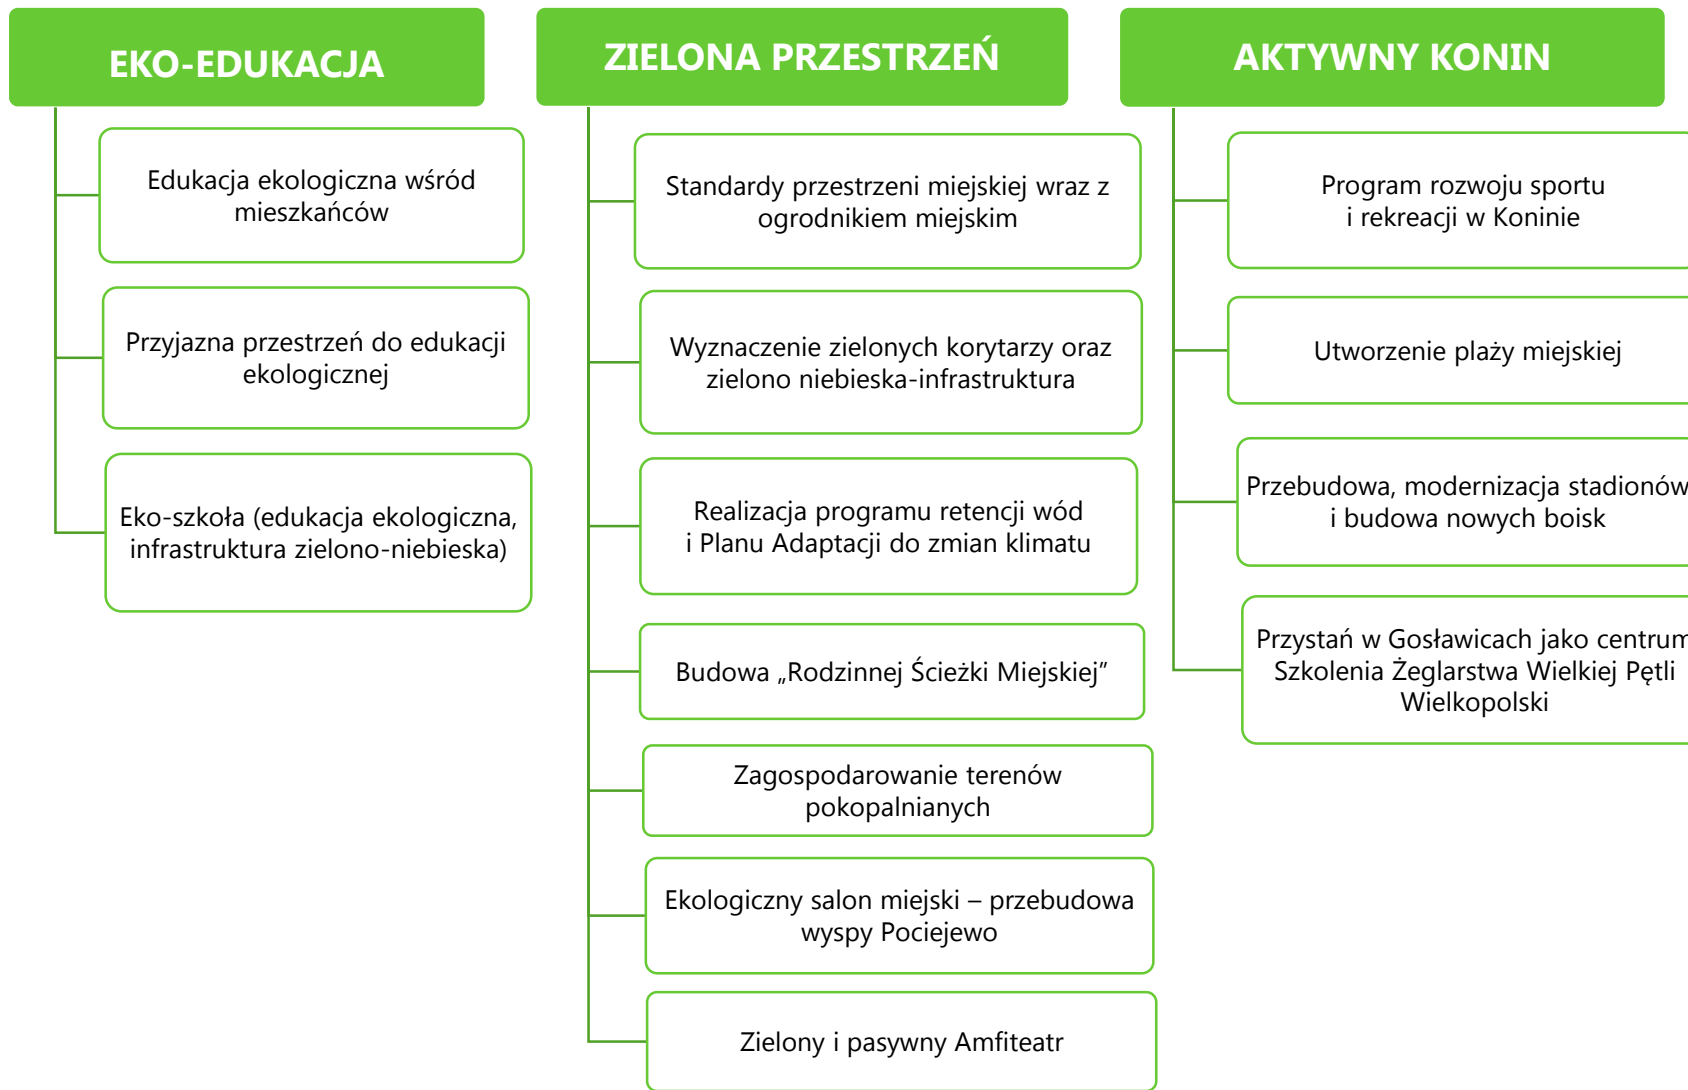 EKO-EDUKACJA
Edukacja ekologiczna wśród
mieszkańców
Przyjazna przestrzeń do edukacji
ekologicznej
Eko-szkoła (edukacja ekologiczna,
infrastruktura zielono-niebieska)
ZIELONA PRZESTRZEŃ
Standardy przestrzeni miejskiej wraz z
ogrodnikiem miejskim
Wyznaczenie zielonych korytarzy oraz
zielono niebieska-infrastruktura
Realizacja programu retencji wód
i Planu Adaptacji do zmian klimatu
Budowa „Rodzinnej Ścieżki Miejskiej”
Zagospodarowanie terenów
pokopalnianych
Ekologiczny salon miejski – przebudowa
wyspy Pociejewo
Zielony i pasywny Amfiteatr
AKTYWNY KONIN
Program rozwoju sportu
i rekreacji w Koninie
Utworzenie plaży miejskiej
Przebudowa, modernizacja stadionów
i budowa nowych boisk
Przystań w Gosławicach jako centrum
Szkolenia Żeglarstwa Wielkiej Pętli
Wielkopolski